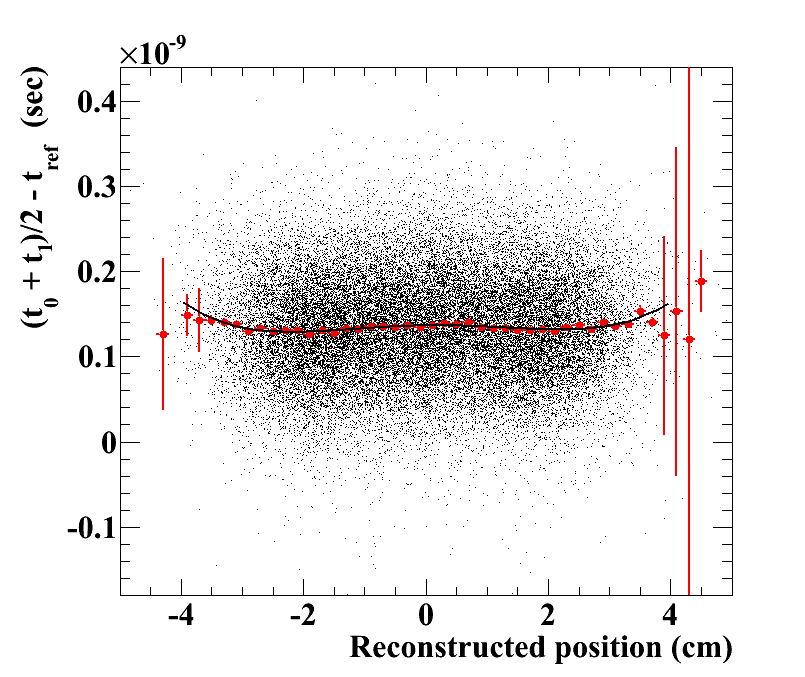 ×10⁻⁹
(t₀ + t₁)/2 - t_ref (sec)
0.4
0.3
0.2
0.1
0
-0.1
-4 -2 0 2 4
Reconstructed position (cm)